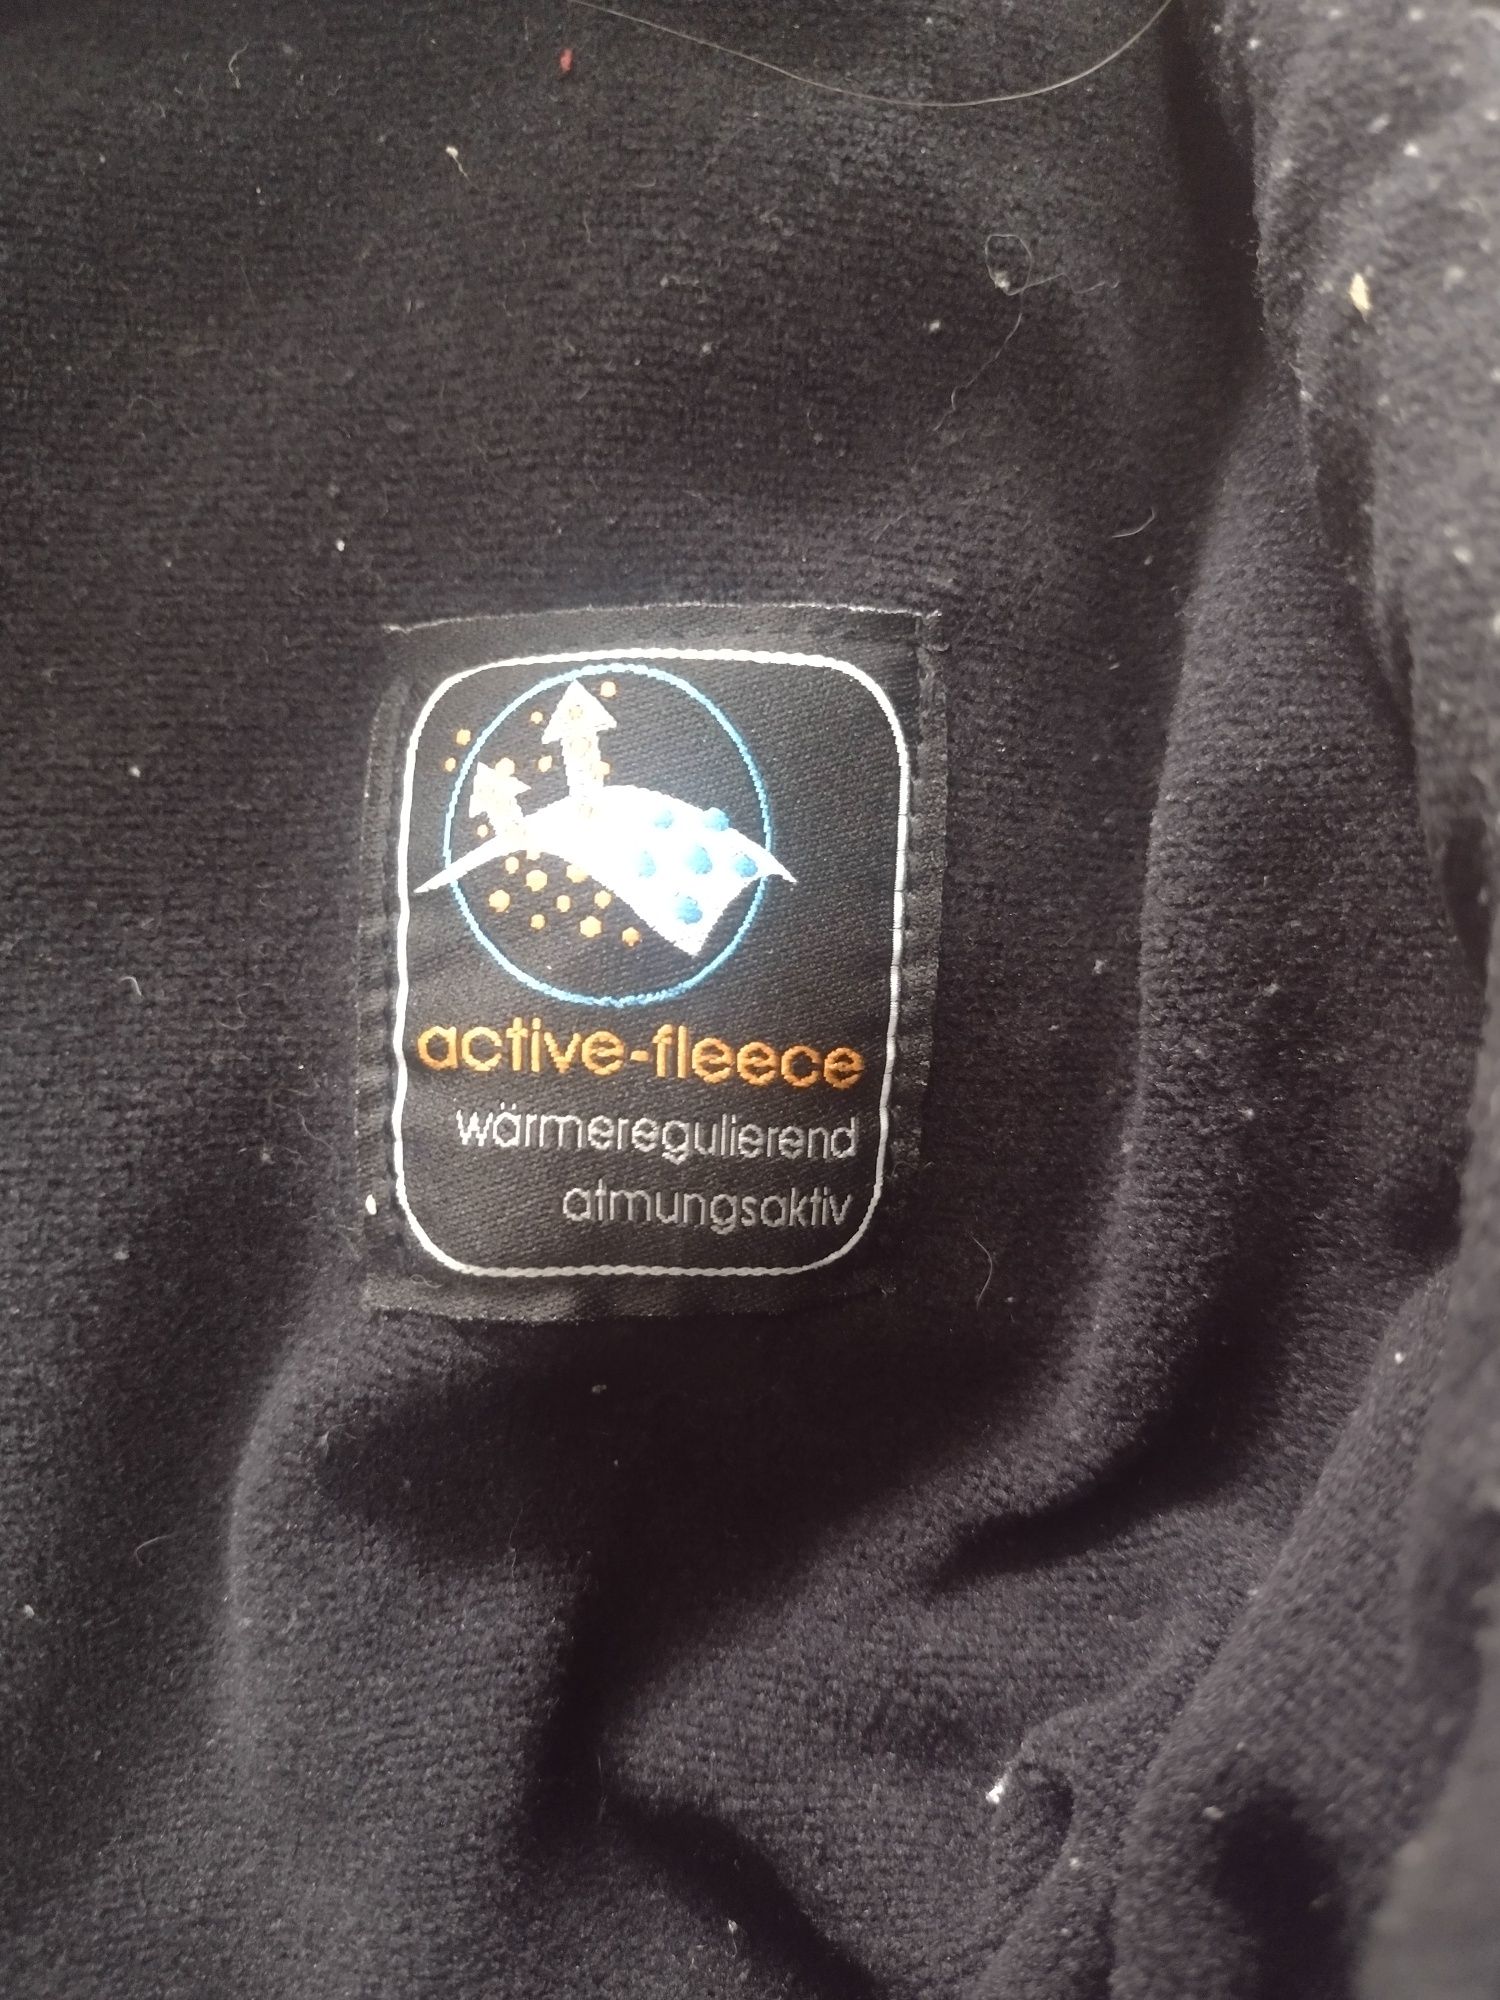 active-fleece
wärmeregulierend
atmungsaktiv